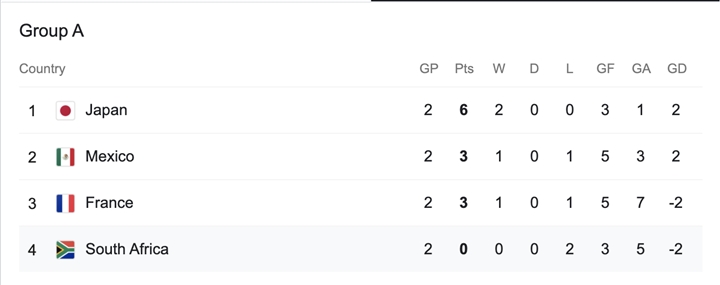 Group A
Country GP Pts W D L GF GA GD
1 Japan 2 6 2 0 0 3 1 2
2 Mexico 2 3 1 0 1 5 3 2
3 France 2 3 1 0 1 5 7 -2
4 South Africa 2 0 0 0 2 3 5 -2